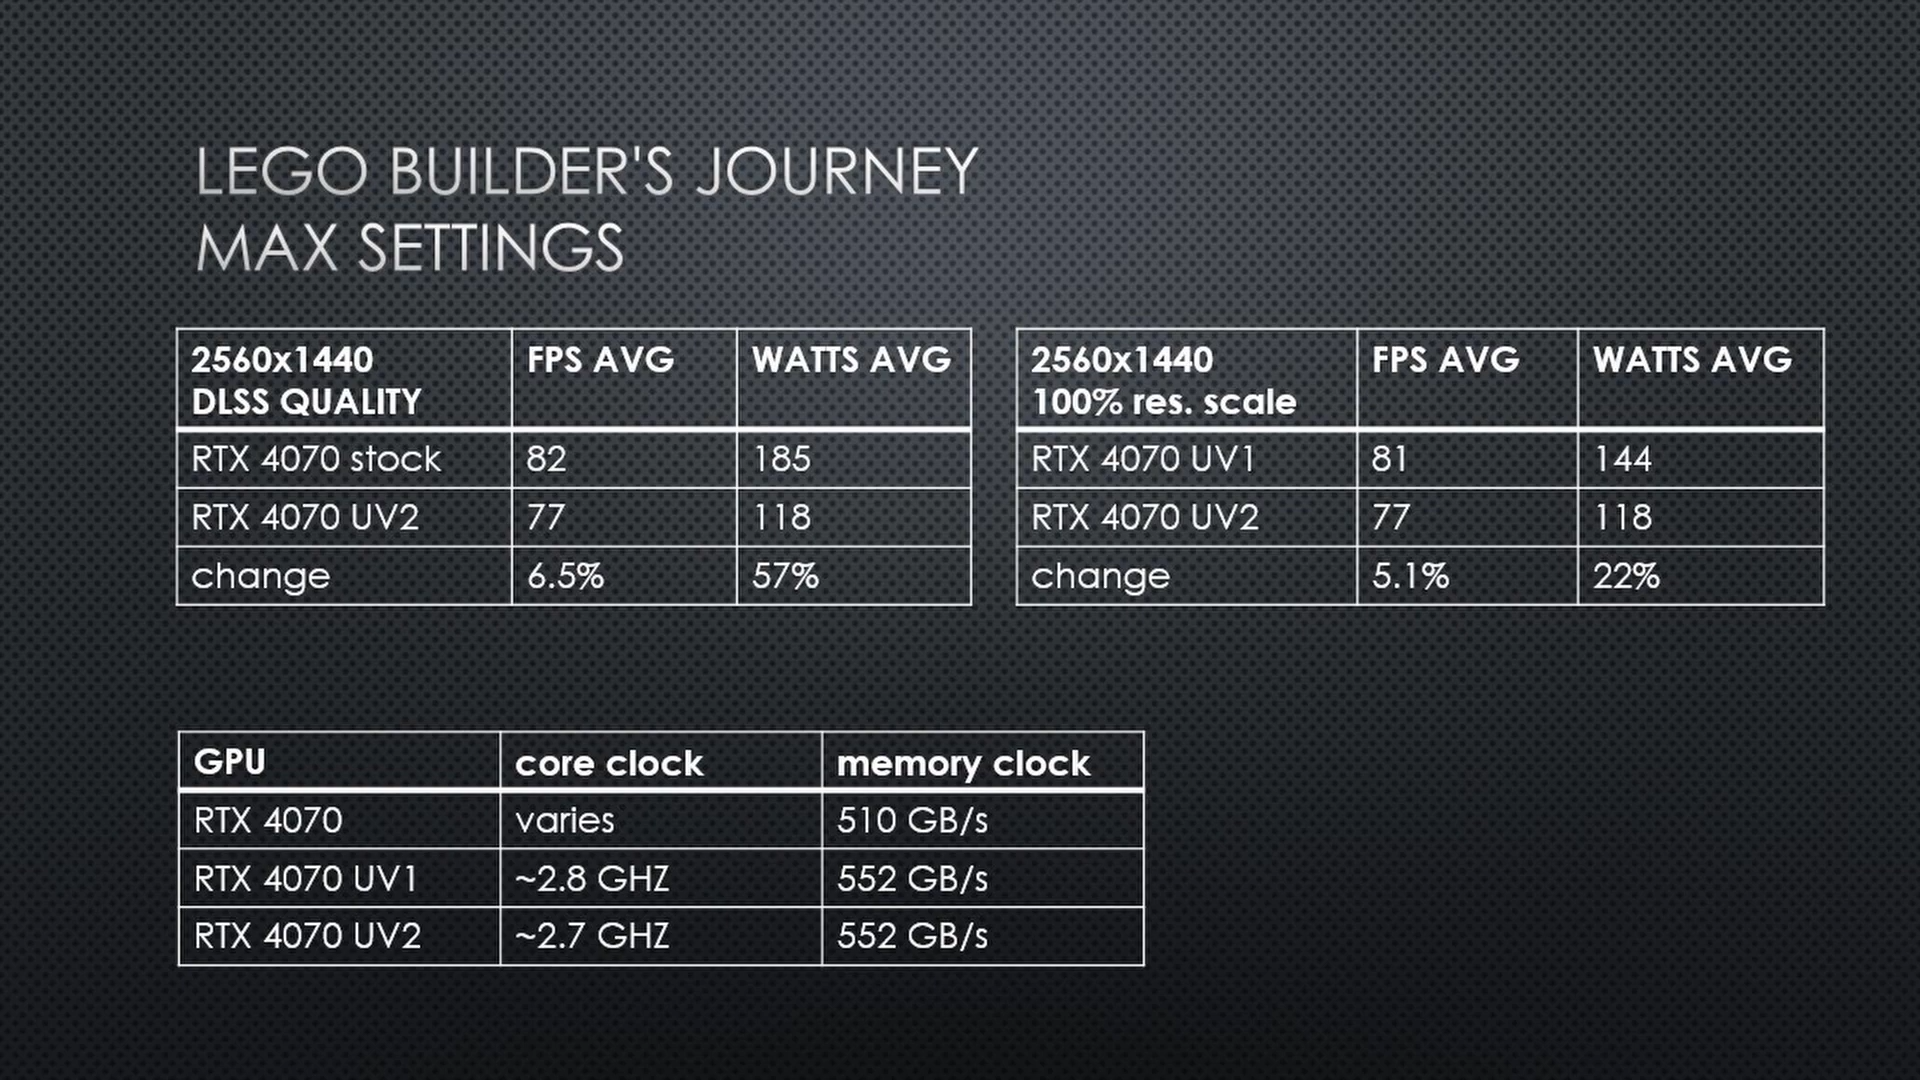 LEGO BUILDER'S JOURNEY
MAX SETTINGS
2560x1440 DLSS QUALITY FPS AVG WATTS AVG
RTX 4070 stock 82 185
RTX 4070 UV2 77 118
change 6.5% 57%
2560x1440 100% res. scale FPS AVG WATTS AVG
RTX 4070 UV1 81 144
RTX 4070 UV2 77 118
change 5.1% 22%
GPU core clock memory clock
RTX 4070 varies 510 GB/s
RTX 4070 UV1 ~2.8 GHZ 552 GB/s
RTX 4070 UV2 ~2.7 GHZ 552 GB/s